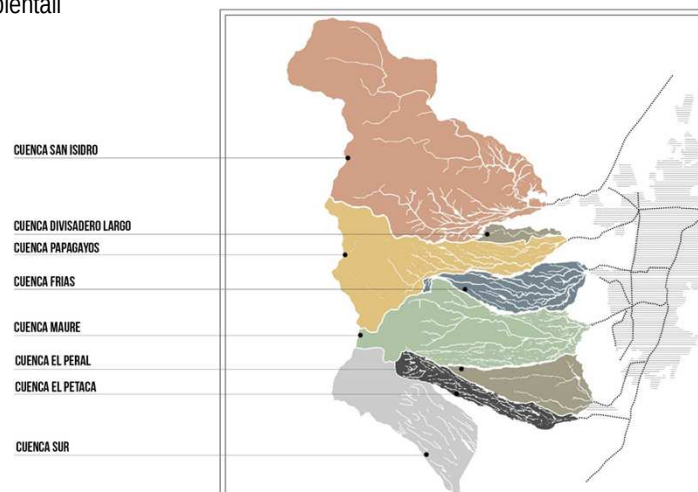 CUENCA SAN ISIDRO
CUENCA DIVISADERO LARGO
CUENCA PAPAGAYOS
CUENCA FRIAS
CUENCA MAURE
CUENCA EL PERAL
CUENCA EL PETACA
CUENCA SUR